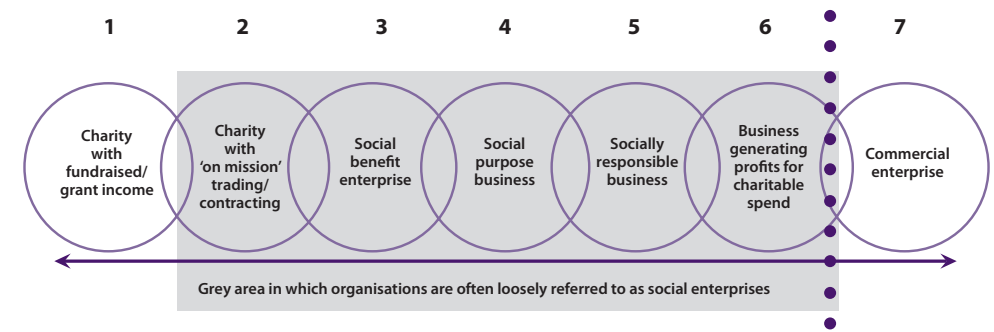 1 2 3 4 5 6 7
Charity
with
fundraised/
grant income
Charity
with
‘on mission’
trading/
contracting
Social
benefit
enterprise
Social
purpose
business
Socially
responsible
business
Business
generating
profits for
charitable
spend
Commercial
enterprise
Grey area in which organisations are often loosely referred to as social enterprises